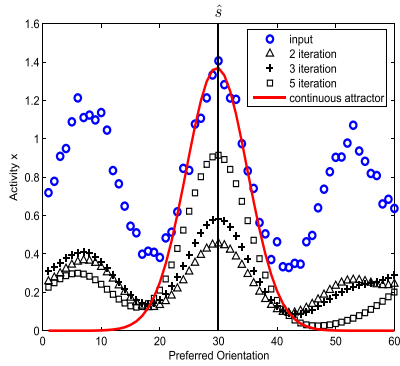 ŝ
1.6
1.4
1.2
1
0.8
0.6
0.4
0.2
0
Activity x
input
2 iteration
3 iteration
5 iteration
continuous attractor
0 10 20 30 40 50 60
Preferred Orientation